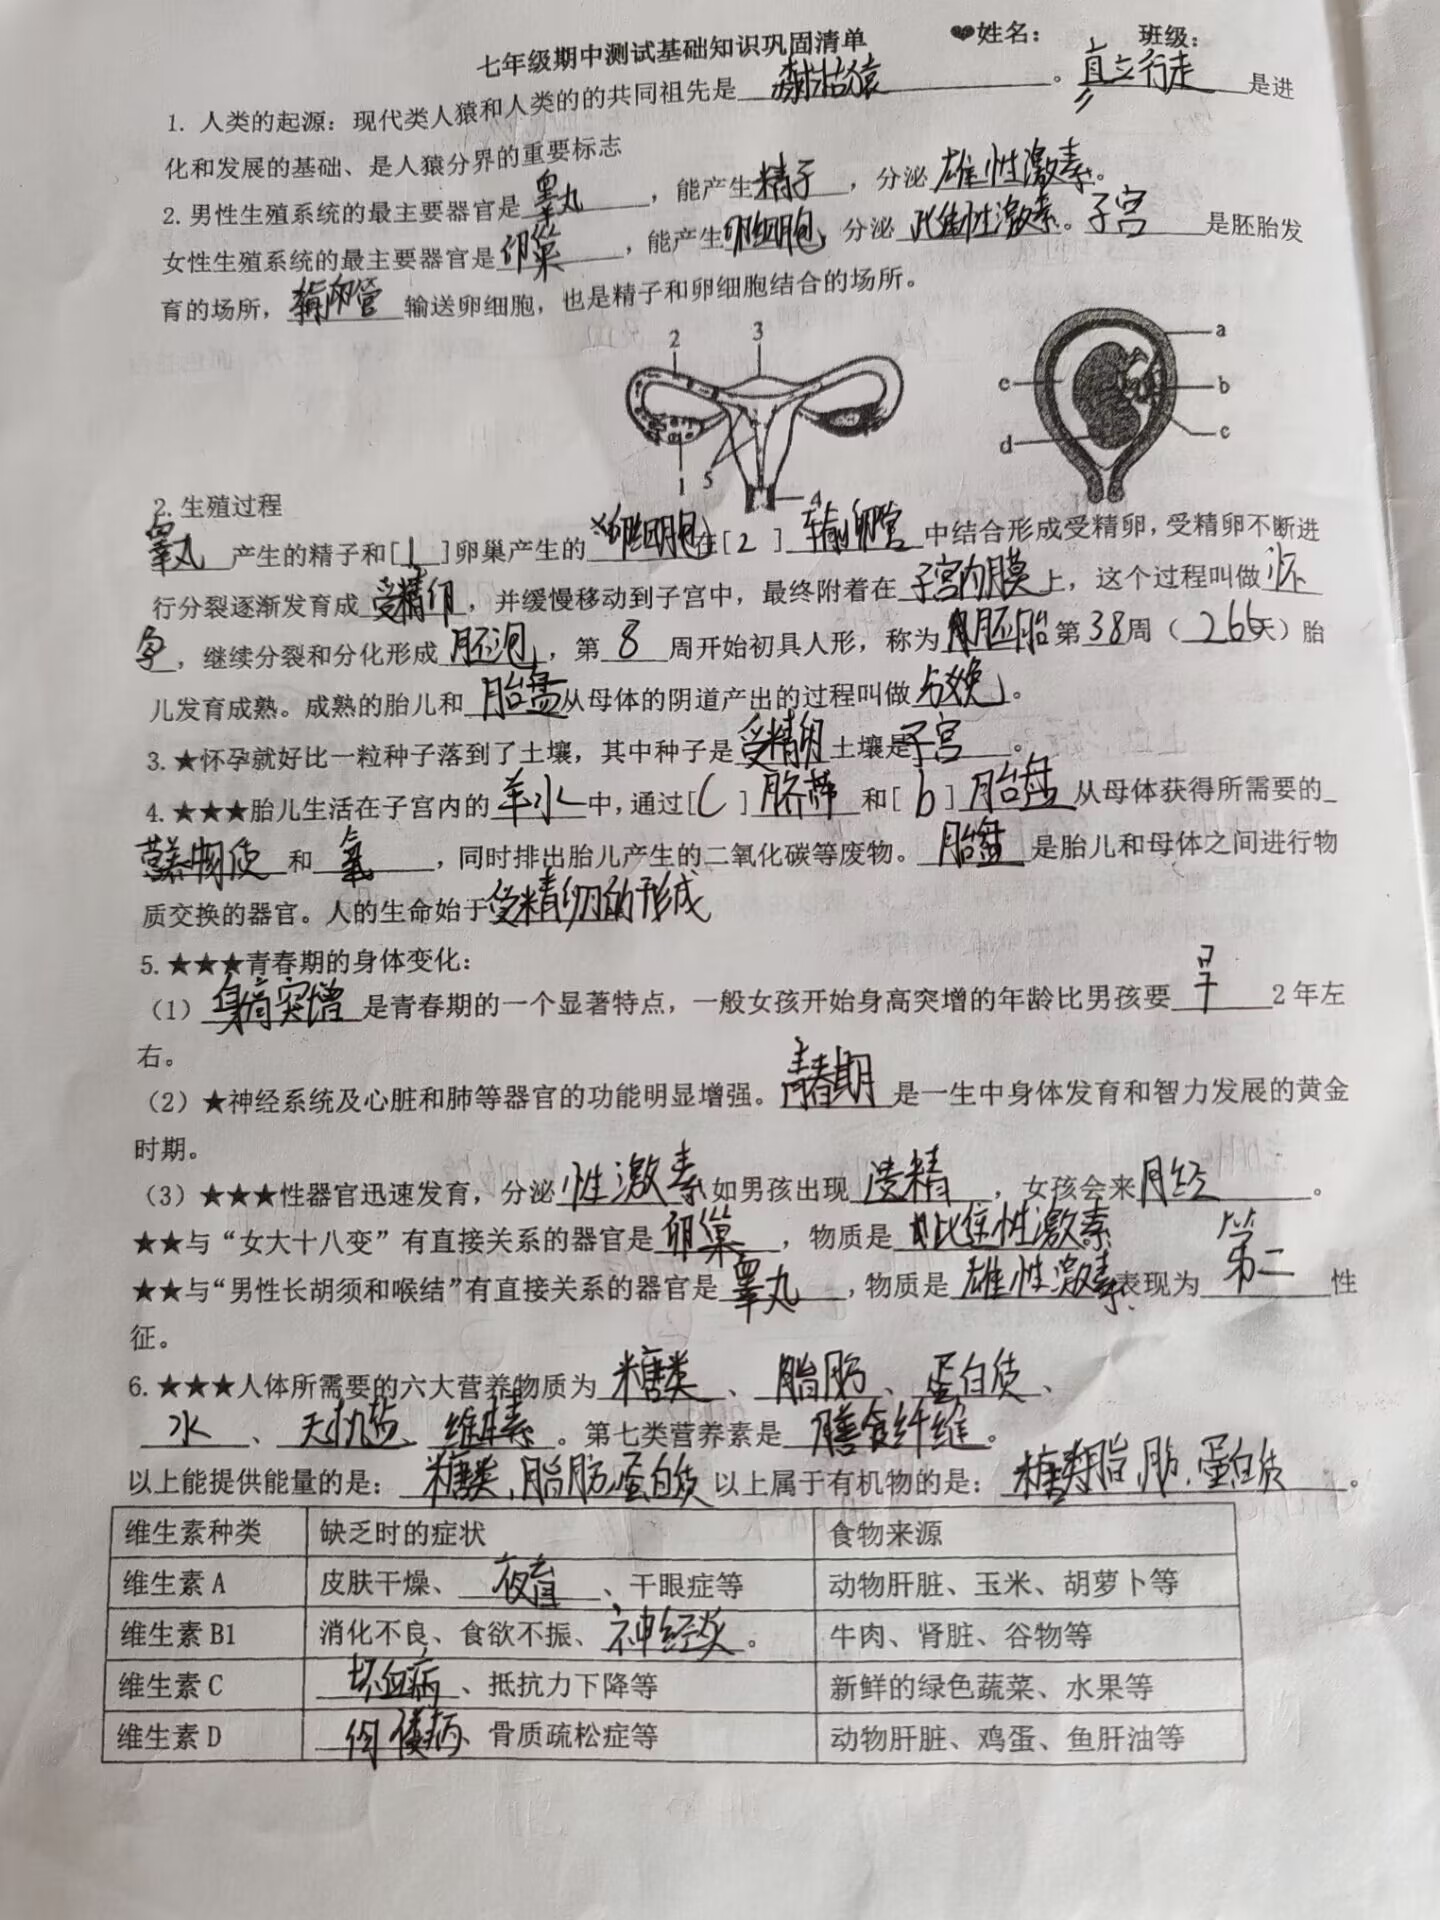 七年级期中测试基础知识巩固清单 ❤姓名: 班级:
1. 人类的起源：现代类人猿和人类的的共同祖先是 森林古猿 。直立行走 是进
化和发展的基础、是人猿分界的重要标志
2. 男性生殖系统的最主要器官是 睾丸 ，能产生 精子 ，分泌 雄性激素。
女性生殖系统的最主要器官是 卵巢 ，能产生 卵细胞， 分泌 雌性激素。子宫 是胚胎发
育的场所， 输卵管 输送卵细胞，也是精子和卵细胞结合的场所。
2 3 1 5 4
a e b c d
2. 生殖过程
睾丸 产生的精子和[1]卵巢产生的 卵细胞 在[2] 输卵管 中结合形成受精卵，受精卵不断进
行分裂逐渐发育成 受精卵 ，并缓慢移动到子宫中，最终附着在 子宫内膜 上，这个过程叫做 怀
孕 ，继续分裂和分化形成 胚泡 ，第 8 周开始初具人形，称为 胚胎 第 38 周（ 266 天）胎
儿发育成熟。成熟的胎儿和 胎盘 从母体的阴道产出的过程叫做 分娩 。
3. ★怀孕就好比一粒种子落到了土壤，其中种子是 受精卵 土壤是 子宫 。
4. ★★★胎儿生活在子宫内的 羊水 中，通过[C] 脐带 和[b] 胎盘 从母体获得所需要的
营养物质 和 氧 ，同时排出胎儿产生的二氧化碳等废物。 胎盘 是胎儿和母体之间进行物
质交换的器官。人的生命始于 受精卵的形成
5. ★★★青春期的身体变化：
（1） 身高突增 是青春期的一个显著特点，一般女孩开始身高突增的年龄比男孩要 早 2 年左
右。
（2）★神经系统及心脏和肺等器官的功能明显增强。 青春期 是一生中身体发育和智力发展的黄金
时期。
（3）★★★性器官迅速发育，分泌 性激素 如男孩出现 遗精 ，女孩会来 月经 。
★★与“女大十八变”有直接关系的器官是 卵巢 ，物质是 雌性激素
★★与“男性长胡须和喉结”有直接关系的器官是 睾丸 ，物质是 雄性激素 表现为 第二 性
征。
6. ★★★人体所需要的六大营养物质为 糖类 、 脂肪 、 蛋白质 、
水 、 无机盐 、 维生素 。第七类营养素是 膳食纤维 。
以上能提供能量的是： 糖类、脂肪、蛋白质 以上属于有机物的是： 糖类、脂肪、蛋白质 。
维生素种类 缺乏时的症状 食物来源
维生素 A 皮肤干燥、 夜盲 、干眼症等 动物肝脏、玉米、胡萝卜等
维生素 B1 消化不良、食欲不振、 神经炎 。 牛肉、肾脏、谷物等
维生素 C 坏血病 、抵抗力下降等 新鲜的绿色蔬菜、水果等
维生素 D 佝偻病 、骨质疏松症等 动物肝脏、鸡蛋、鱼肝油等